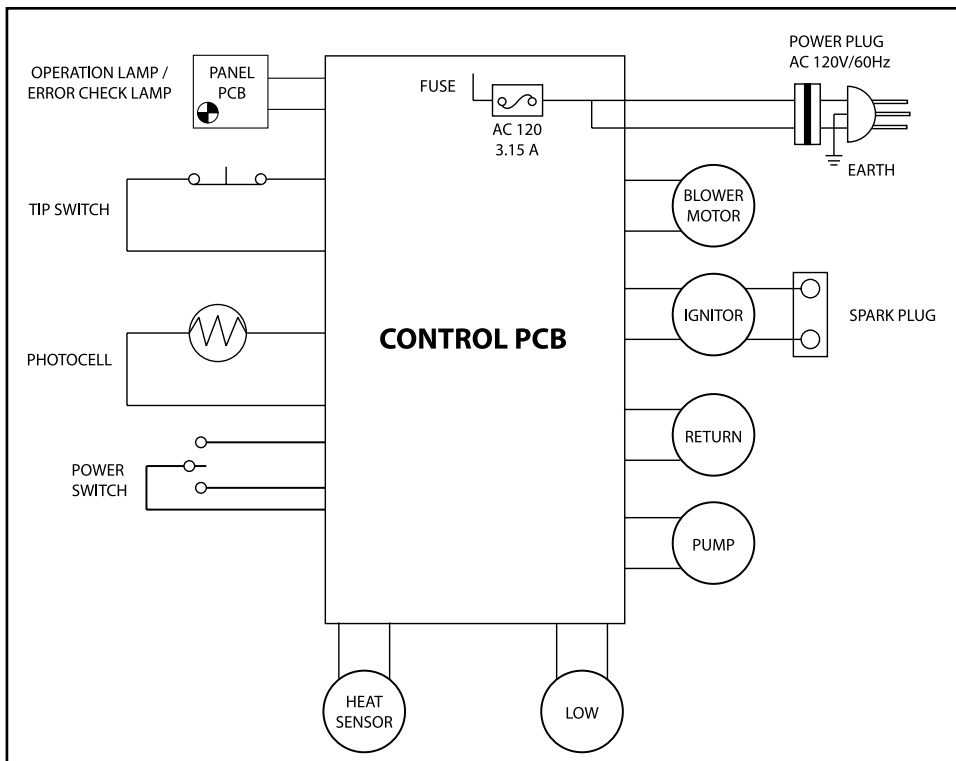 OPERATION LAMP /
ERROR CHECK LAMP
PANEL
PCB
FUSE
AC 120
3.15 A
POWER PLUG
AC 120V/60Hz
EARTH
TIP SWITCH
BLOWER
MOTOR
IGNITOR
SPARK PLUG
PHOTOCELL
CONTROL PCB
RETURN
POWER
SWITCH
PUMP
HEAT
SENSOR
LOW